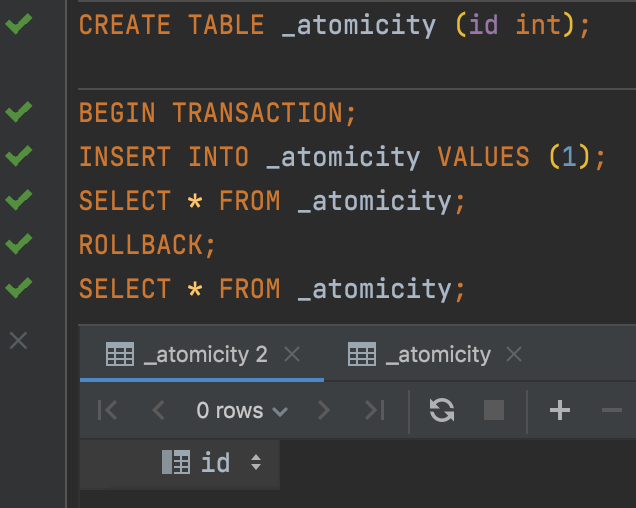 CREATE TABLE _atomicity (id int);
BEGIN TRANSACTION;
INSERT INTO _atomicity VALUES (1);
SELECT * FROM _atomicity;
ROLLBACK;
SELECT * FROM _atomicity;
_atomicity 2 _atomicity
0 rows
id